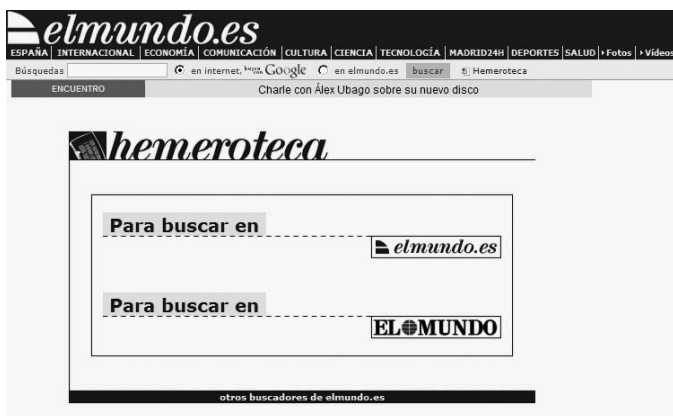 elmundo.es
ESPAÑA INTERNACIONAL ECONOMÍA COMUNICACIÓN CULTURA CIENCIA TECNOLOGÍA MADRID24H DEPORTES SALUD Fotos Vídeos
Búsquedas en internet, Google en elmundo.es buscar Hemeroteca
ENCUENTRO Charle con Álex Ubago sobre su nuevo disco
hemeroteca
Para buscar en
elmundo.es
Para buscar en
EL MUNDO
otros buscadores de elmundo.es